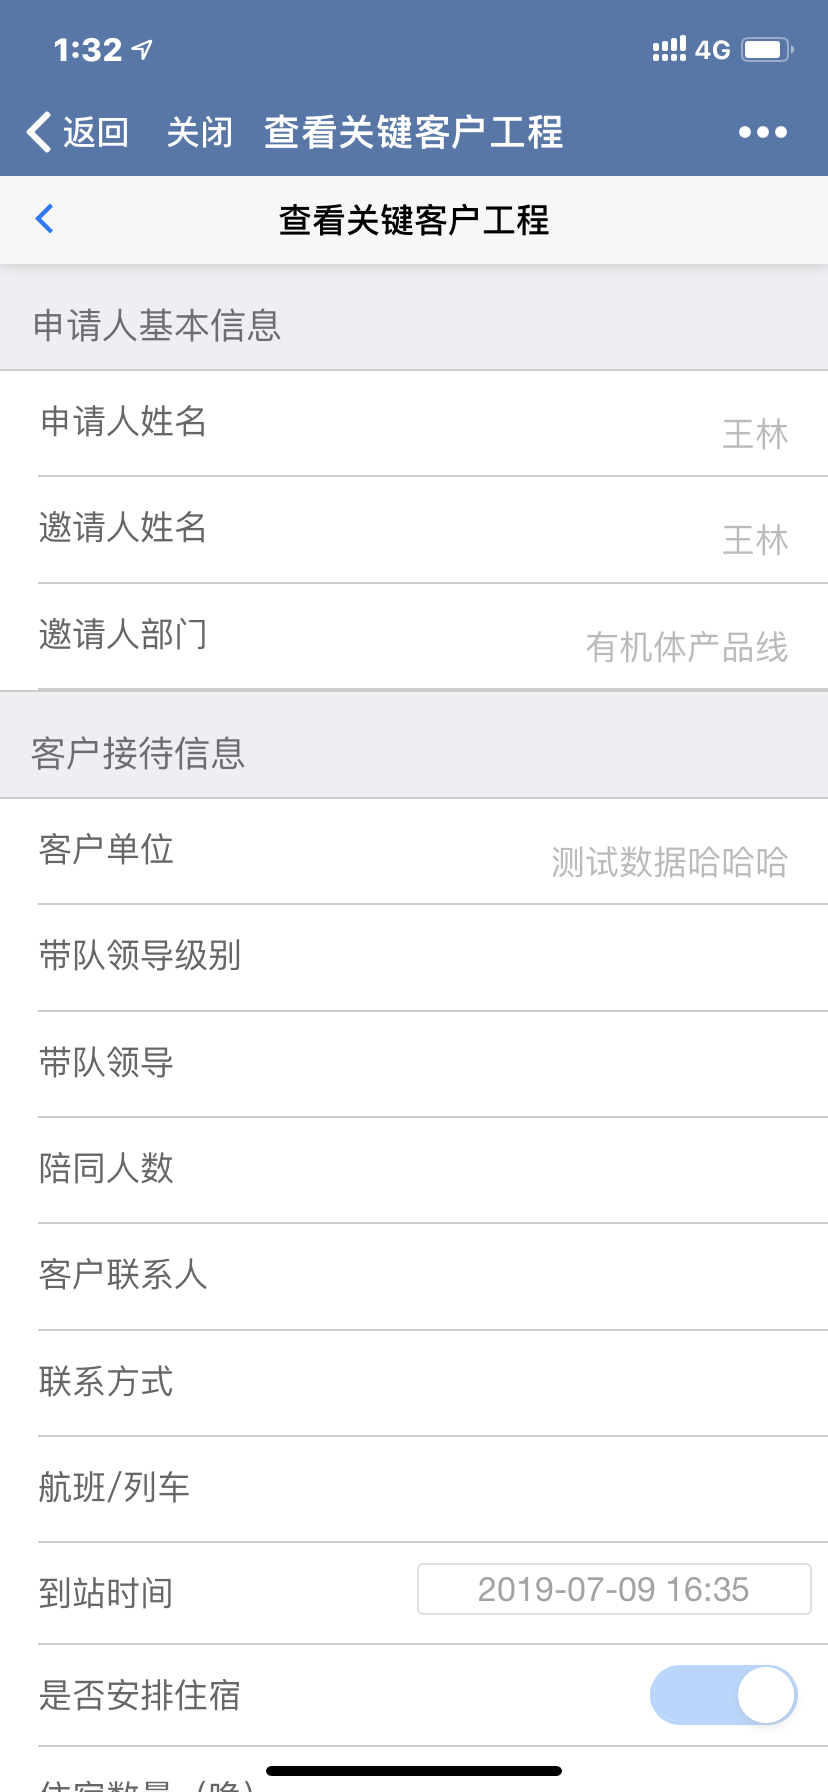 1:32 4G
返回 关闭 查看关键客户工程
查看关键客户工程
申请人基本信息
申请人姓名 王林
邀请人姓名 王林
邀请人部门 有机体产品线
客户接待信息
客户单位 测试数据哈哈哈
带队领导级别
带队领导
陪同人数
客户联系人
联系方式
航班/列车
到站时间 2019-07-09 16:35
是否安排住宿
住宿数量（晚）